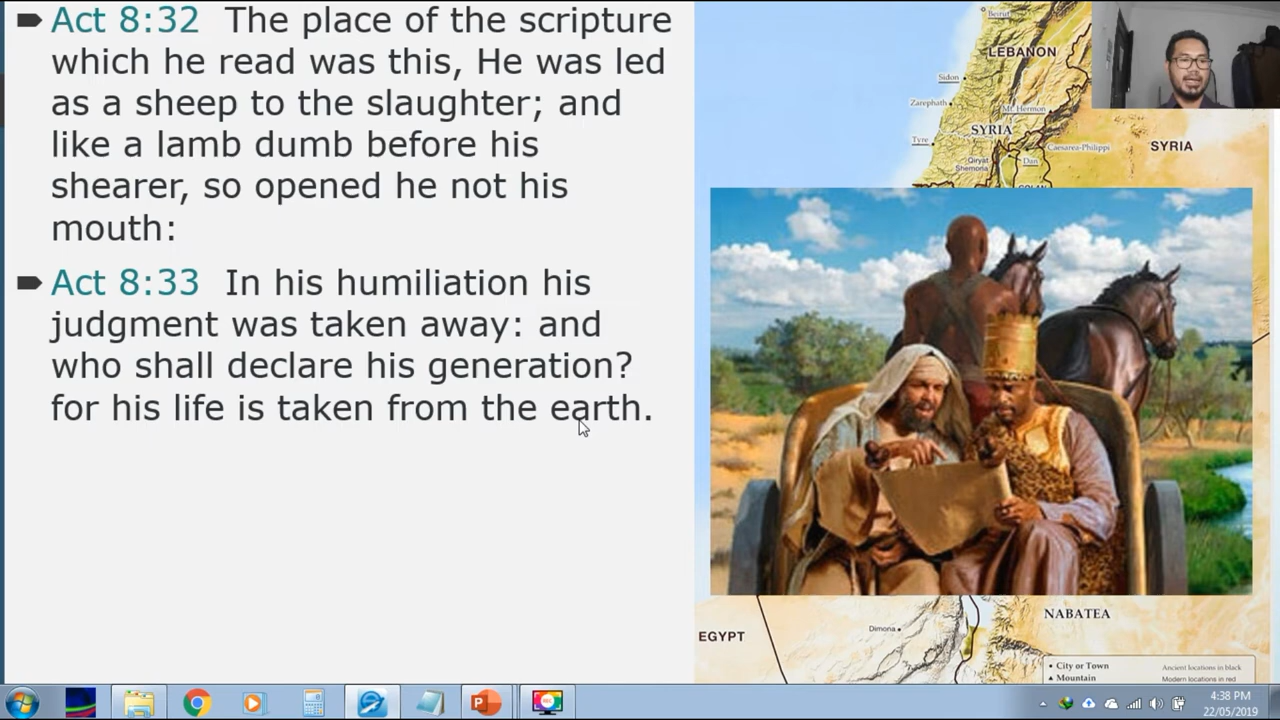 Act 8:32 The place of the scripture
which he read was this, He was led
as a sheep to the slaughter; and
like a lamb dumb before his
shearer, so opened he not his
mouth:
Act 8:33 In his humiliation his
judgment was taken away: and
who shall declare his generation?
for his life is taken from the earth.
Beirut
LEBANON
Sidon
Zarephath
Mt. Hermon
SYRIA
Tyre
Caesarea-Philippi
SYRIA
Qiryat
Shemona
Dan
GOLAN
NABATEA
Dimona
EGYPT
City or Town
Ancient locations in black
Mountain
Modern locations in red
4:38 PM
22/05/2019